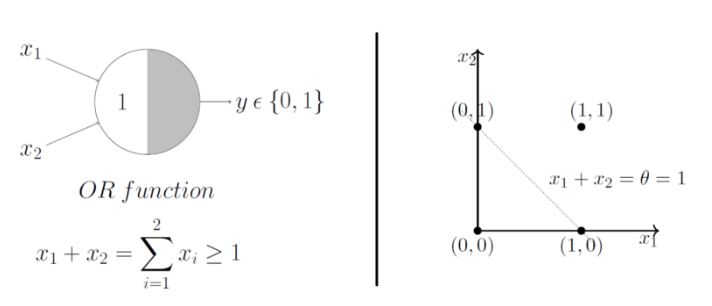 x₁
1
y ϵ {0, 1}
x₂
OR function
x₁ + x₂ = ∑²ᵢ₌₁ xᵢ ≥ 1
x₂
(0, 1)
(1, 1)
x₁ + x₂ = θ = 1
(0, 0)
(1, 0)
x₁